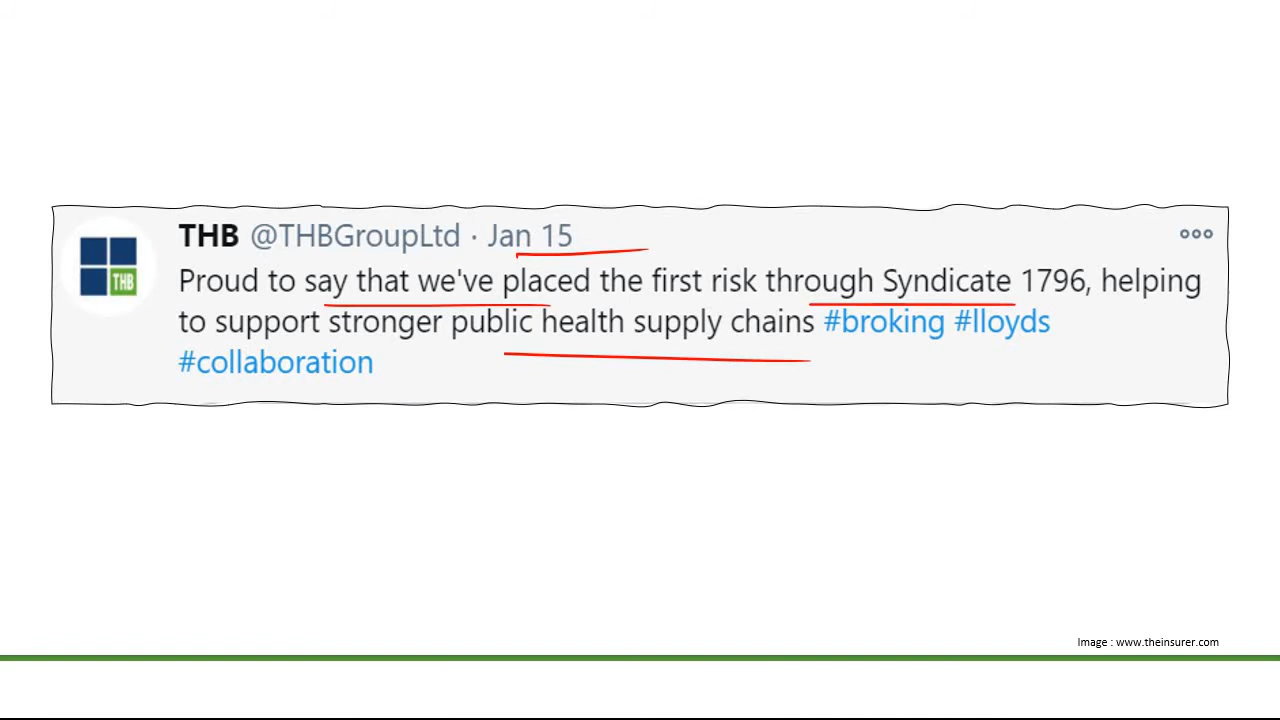 THB @THBGroupLtd · Jan 15
THB
Proud to say that we've placed the first risk through Syndicate 1796, helping
to support stronger public health supply chains #broking #lloyds
#collaboration
Image : www.theinsurer.com